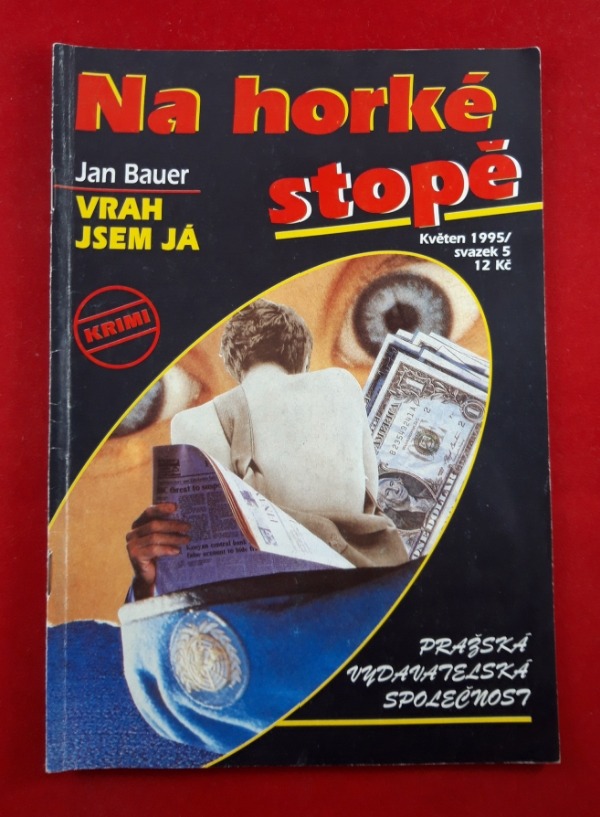 Na horké
stopě
Jan Bauer
VRAH
JSEM JÁ
Květen 1995/
svazek 5
12 Kč
KRIMI
PRAŽSKÁ
VYDAVATELSKÁ
SPOLEČNOST